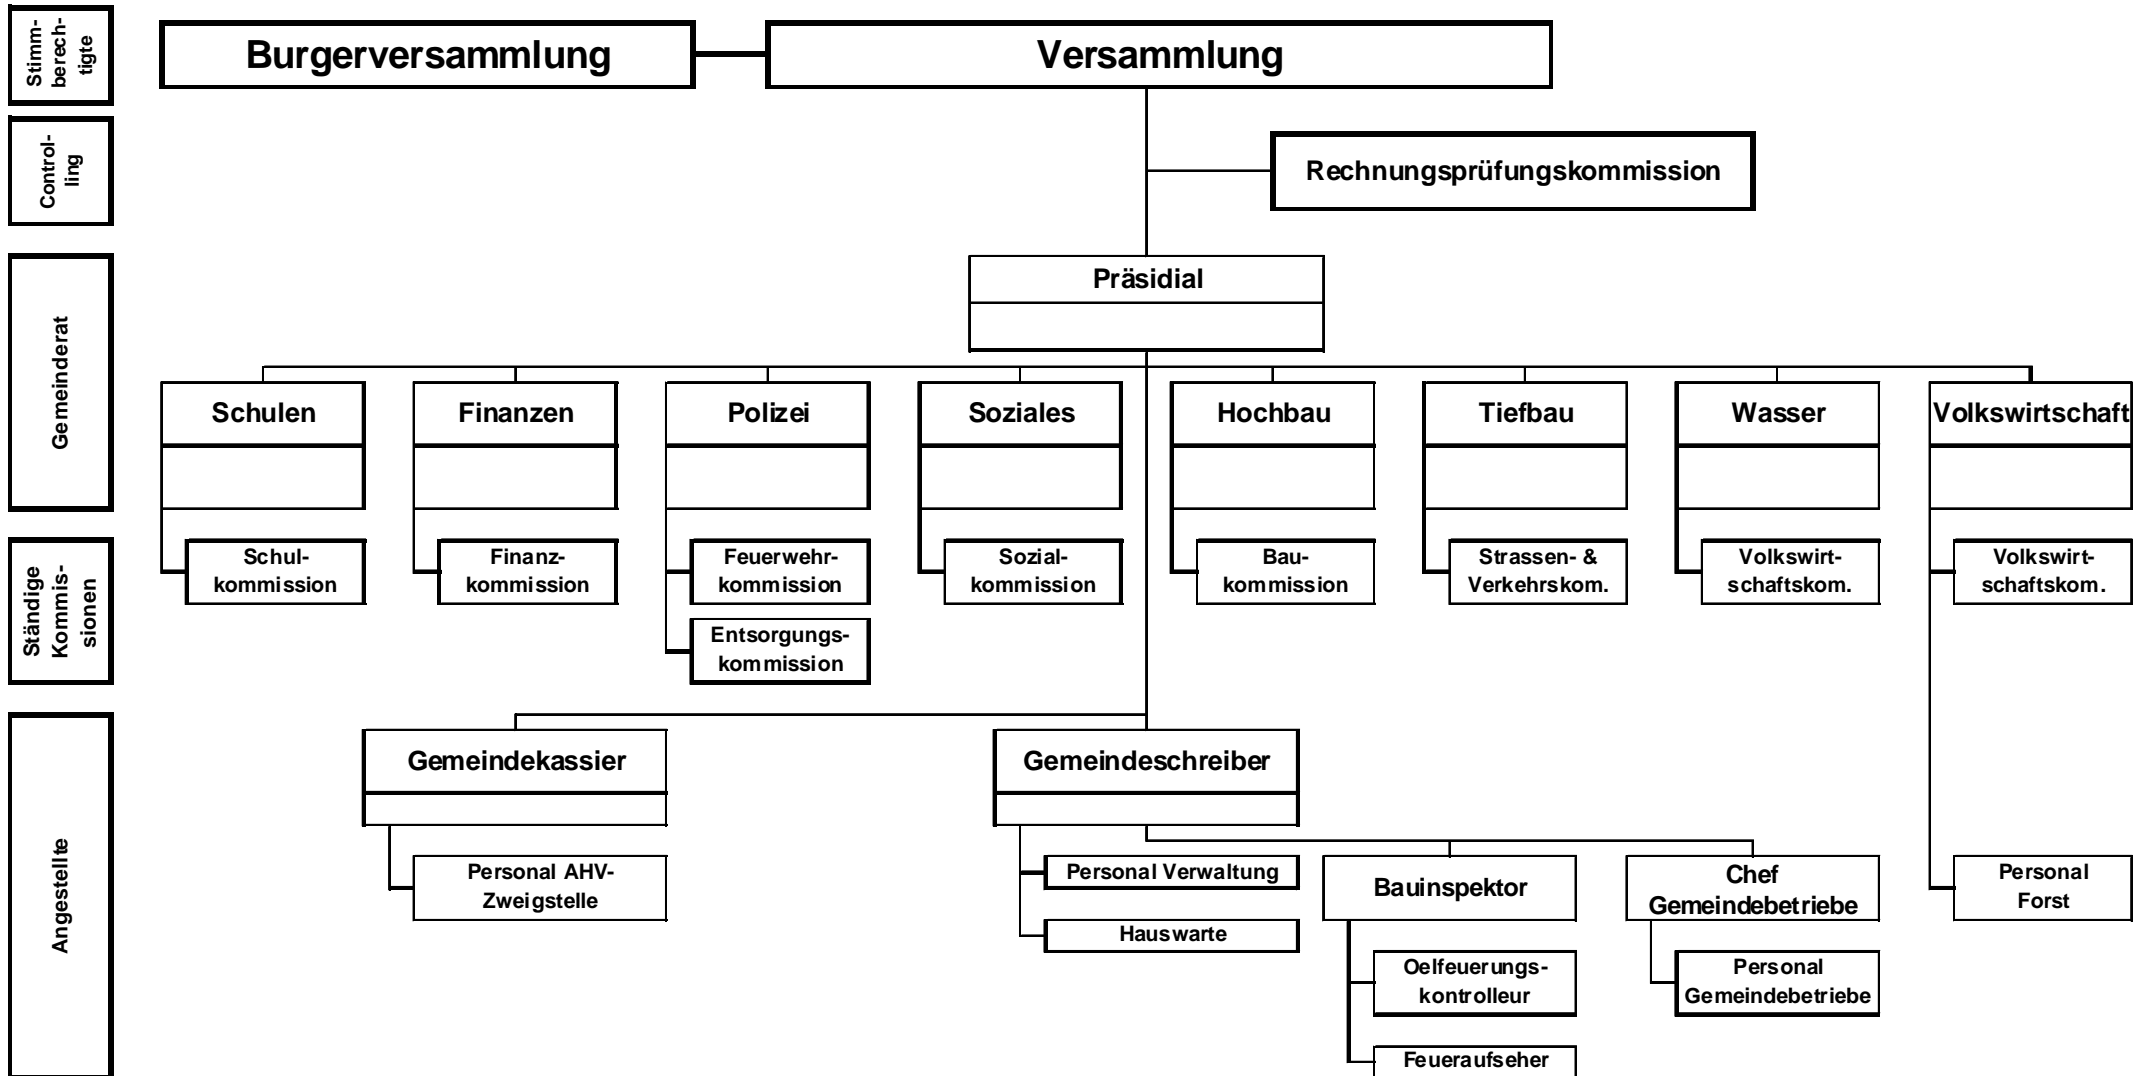 Stimm-
berech-
tigte
Burgerversammlung
Versammlung
Control-
ling
Rechnungsprüfungskommission
Gemeinderat
Präsidial
Schulen
Finanzen
Polizei
Soziales
Hochbau
Tiefbau
Wasser
Volkswirtschaft
Ständige
Kommis-
sionen
Schul-
kommission
Finanz-
kommission
Feuerwehr-
kommission
Sozial-
kommission
Bau-
kommission
Strassen- &
Verkehrskom.
Volkswirt-
schaftskom.
Volkswirt-
schaftskom.
Entsorgungs-
kommission
Angestellte
Gemeindekassier
Gemeindeschreiber
Personal AHV-
Zweigstelle
Personal Verwaltung
Hauswarte
Bauinspektor
Chef
Gemeindebetriebe
Personal
Forst
Oelfeuerungs-
kontrolleur
Personal
Gemeindebetriebe
Feueraufseher